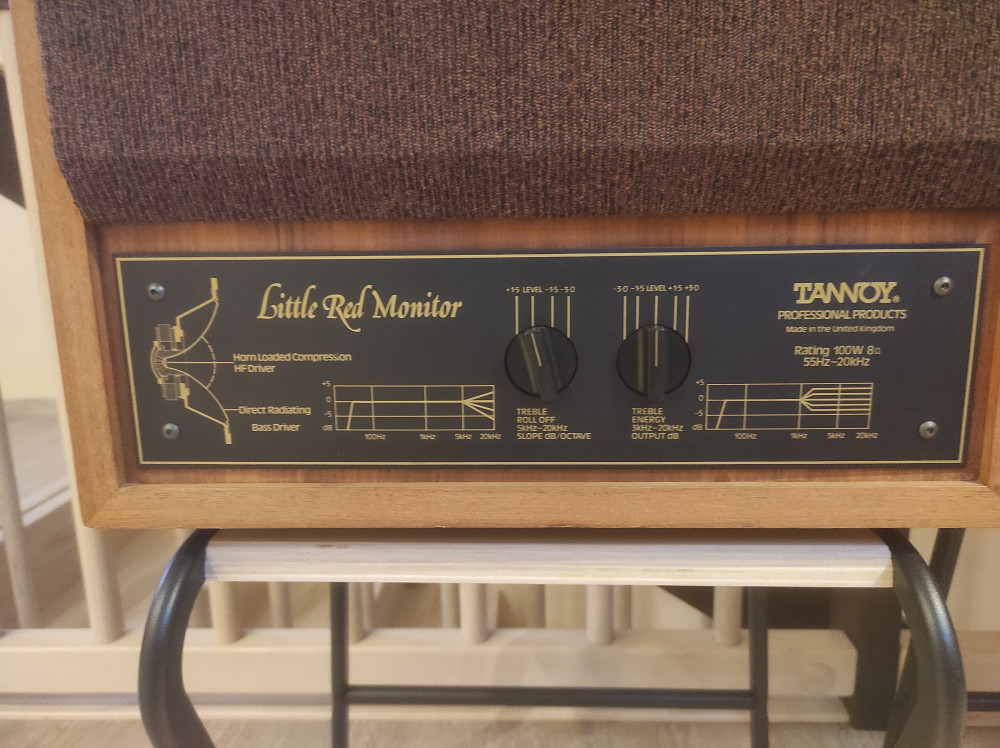 Little Red Monitor
Horn Loaded Compression
HF Driver
Direct Radiating
Bass Driver
+5
0
-5
dB
100Hz 1kHz 5kHz 20kHz
+1·5 LEVEL -1·5 -3·0
TREBLE
ROLL OFF
5kHz-20kHz
SLOPE dB/OCTAVE
-3·0 -1·5 LEVEL +1·5 +3·0
TREBLE
ENERGY
3kHz-20kHz
OUTPUT dB
+5
0
-5
dB
100Hz 1kHz 5kHz 20kHz
TANNOY®
PROFESSIONAL PRODUCTS
Made in the United Kingdom
Rating 100W 8Ω
55Hz-20kHz